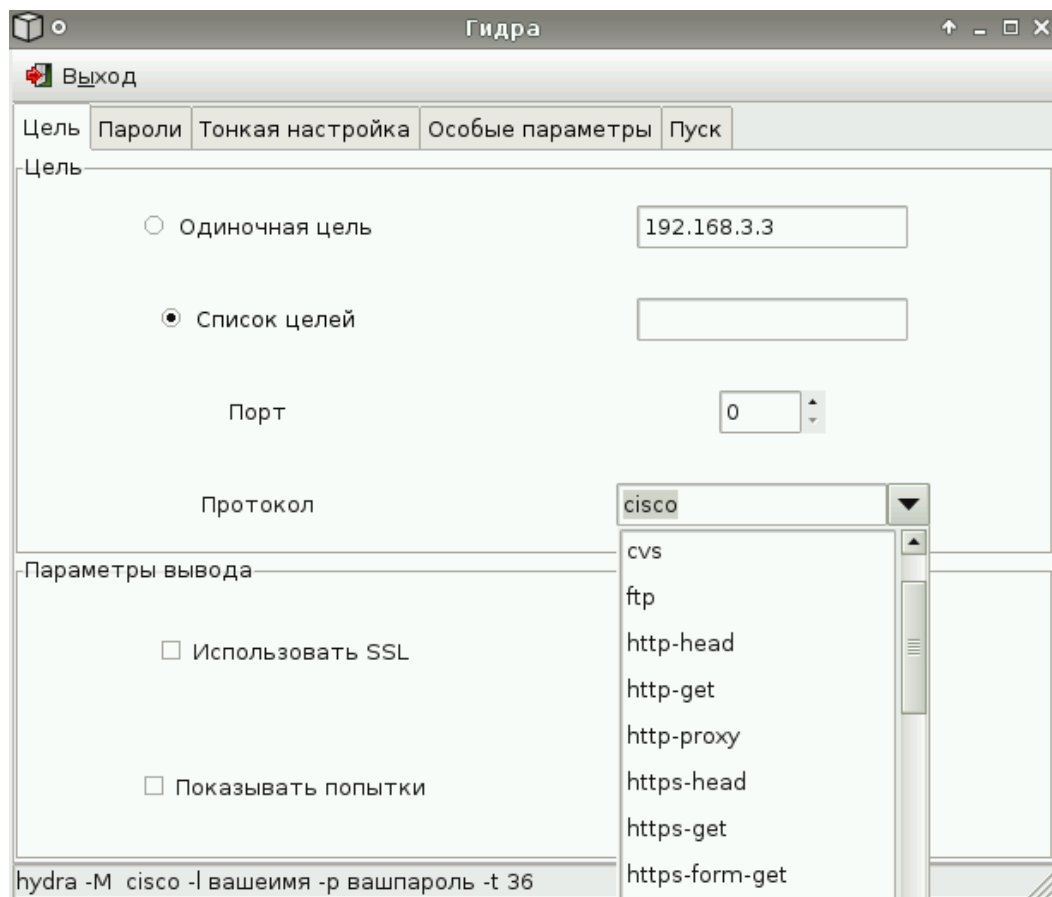 Гидра
Выход
Цель Пароли Тонкая настройка Особые параметры Пуск
Цель
Одиночная цель 192.168.3.3
Список целей
Порт 0
Протокол cisco
cvs
ftp
http-head
http-get
http-proxy
https-head
https-get
https-form-get
Параметры вывода
Использовать SSL
Показывать попытки
hydra -M  cisco -l вашеимя -p вашпароль -t 36